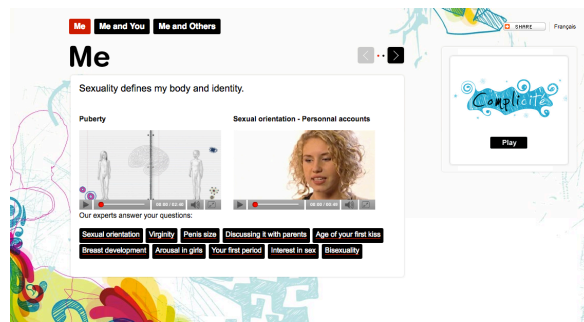 Me Me and You Me and Others
SHARE Français
Me
Sexuality defines my body and identity.
Puberty Sexual orientation - Personnal accounts
Complicité
Play
Our experts answer your questions:
Sexual orientation Virginity Penis size Discussing it with parents Age of your first kiss
Breast development Arousal in girls Your first period Interest in sex Bisexuality